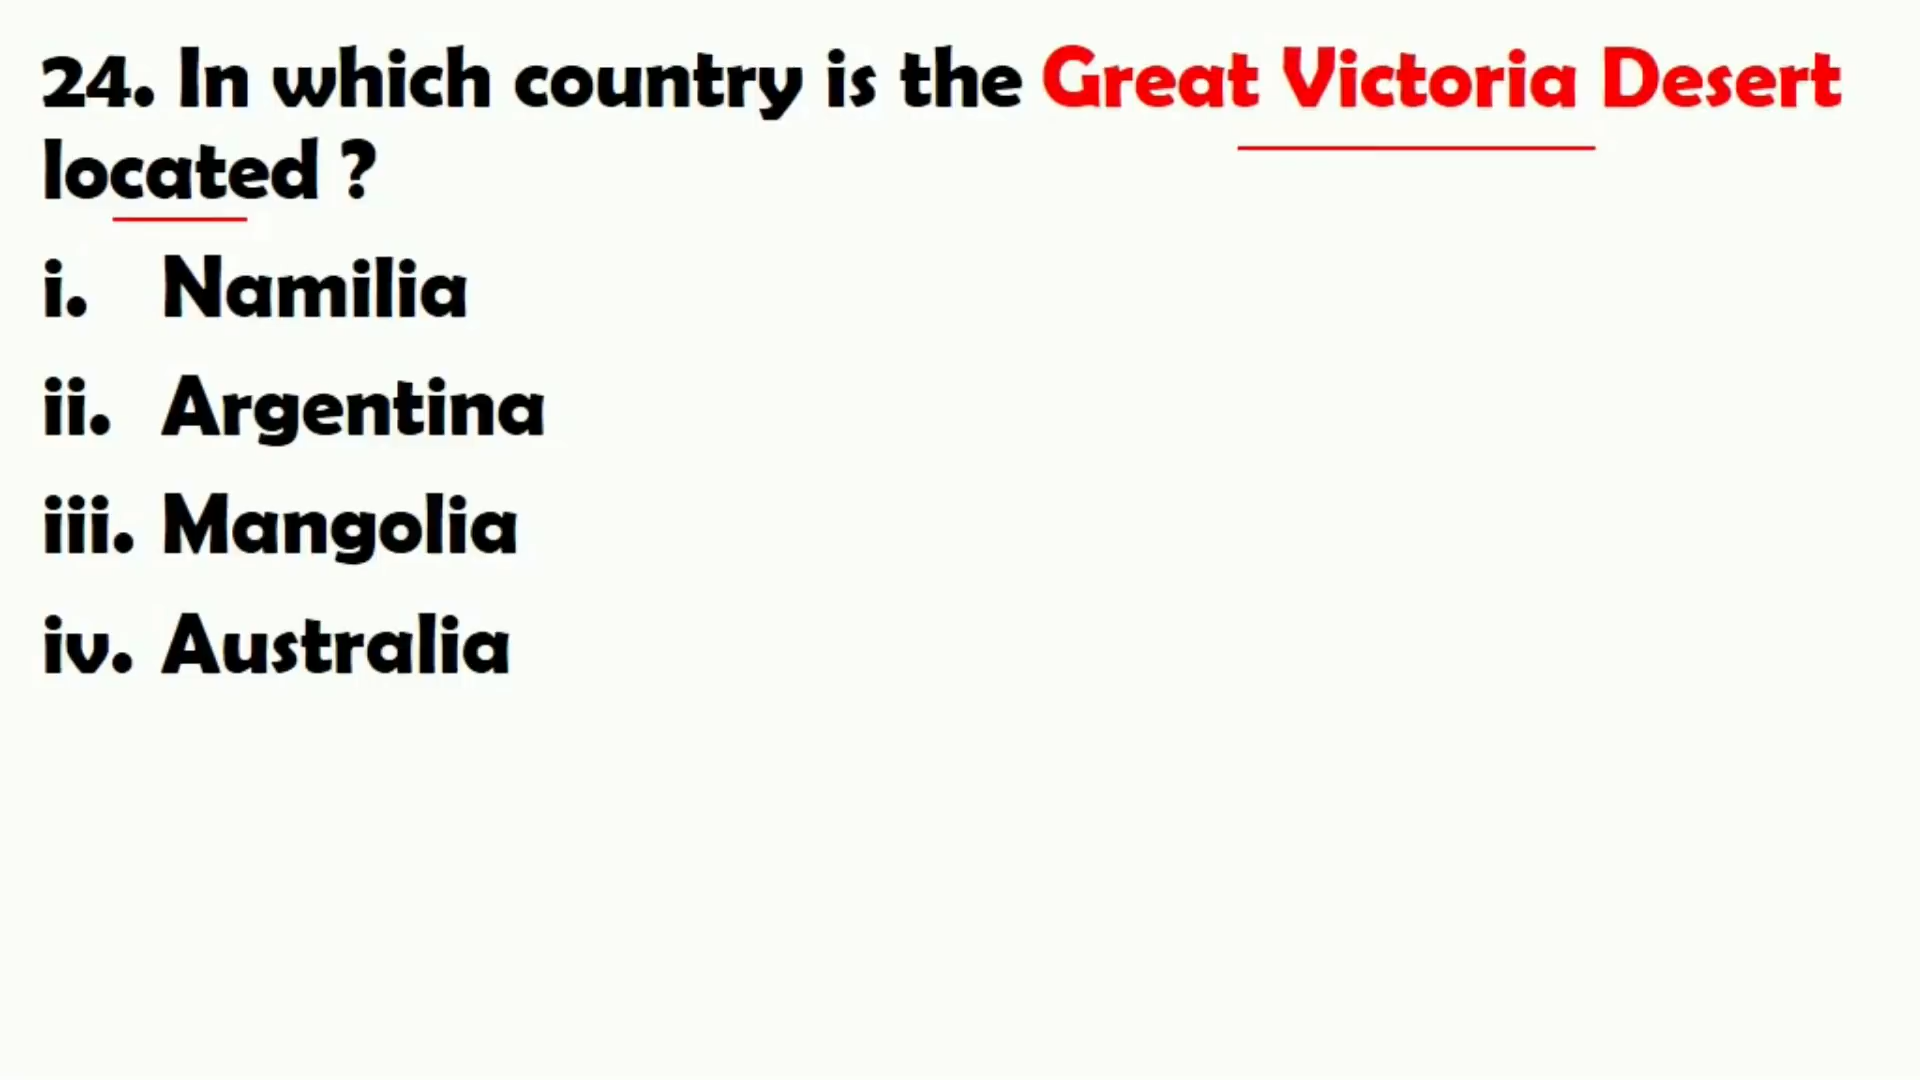 24. In which country is the Great Victoria Desert
located ?
i. Namilia
ii. Argentina
iii. Mangolia
iv. Australia